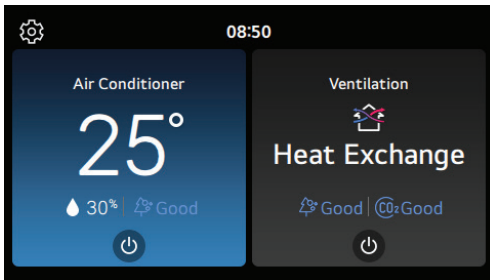 08:50
Air Conditioner
25°
30% Good
Ventilation
Heat Exchange
Good CO2 Good